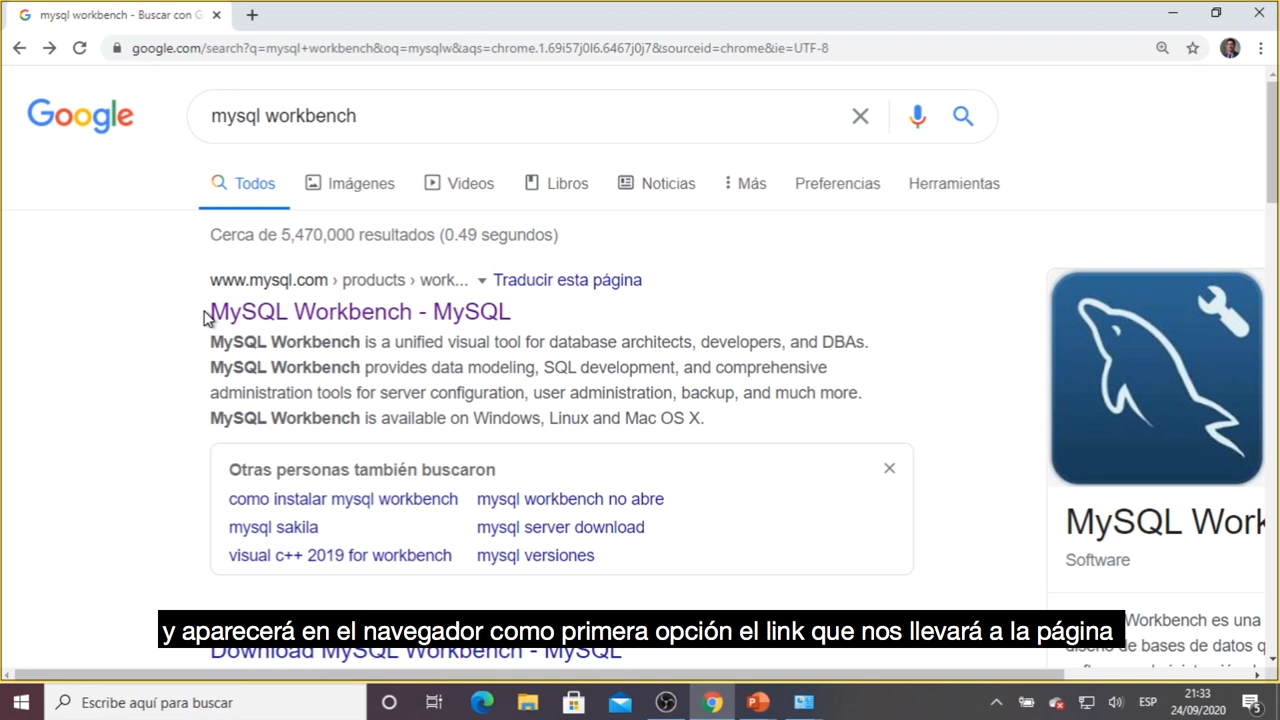 mysql workbench - Buscar con G
google.com/search?q=mysql+workbench&oq=mysqlw&aqs=chrome.1.69i57j0l6.6467j0j7&sourceid=chrome&ie=UTF-8
Google
mysql workbench
Todos Imágenes Videos Libros Noticias Más Preferencias Herramientas
Cerca de 5,470,000 resultados (0.49 segundos)
www.mysql.com › products › work... Traducir esta página
MySQL Workbench - MySQL
MySQL Workbench is a unified visual tool for database architects, developers, and DBAs.
MySQL Workbench provides data modeling, SQL development, and comprehensive
administration tools for server configuration, user administration, backup, and much more.
MySQL Workbench is available on Windows, Linux and Mac OS X.
Otras personas también buscaron
como instalar mysql workbench mysql workbench no abre
mysql sakila mysql server download
visual c++ 2019 for workbench mysql versiones
MySQL Work
Software
Workbench es una
de bases de datos
y aparecerá en el navegador como primera opción el link que nos llevará a la página
Download MySQL Workbench - MySQL
Escribe aquí para buscar
ESP
21:33
24/09/2020
5